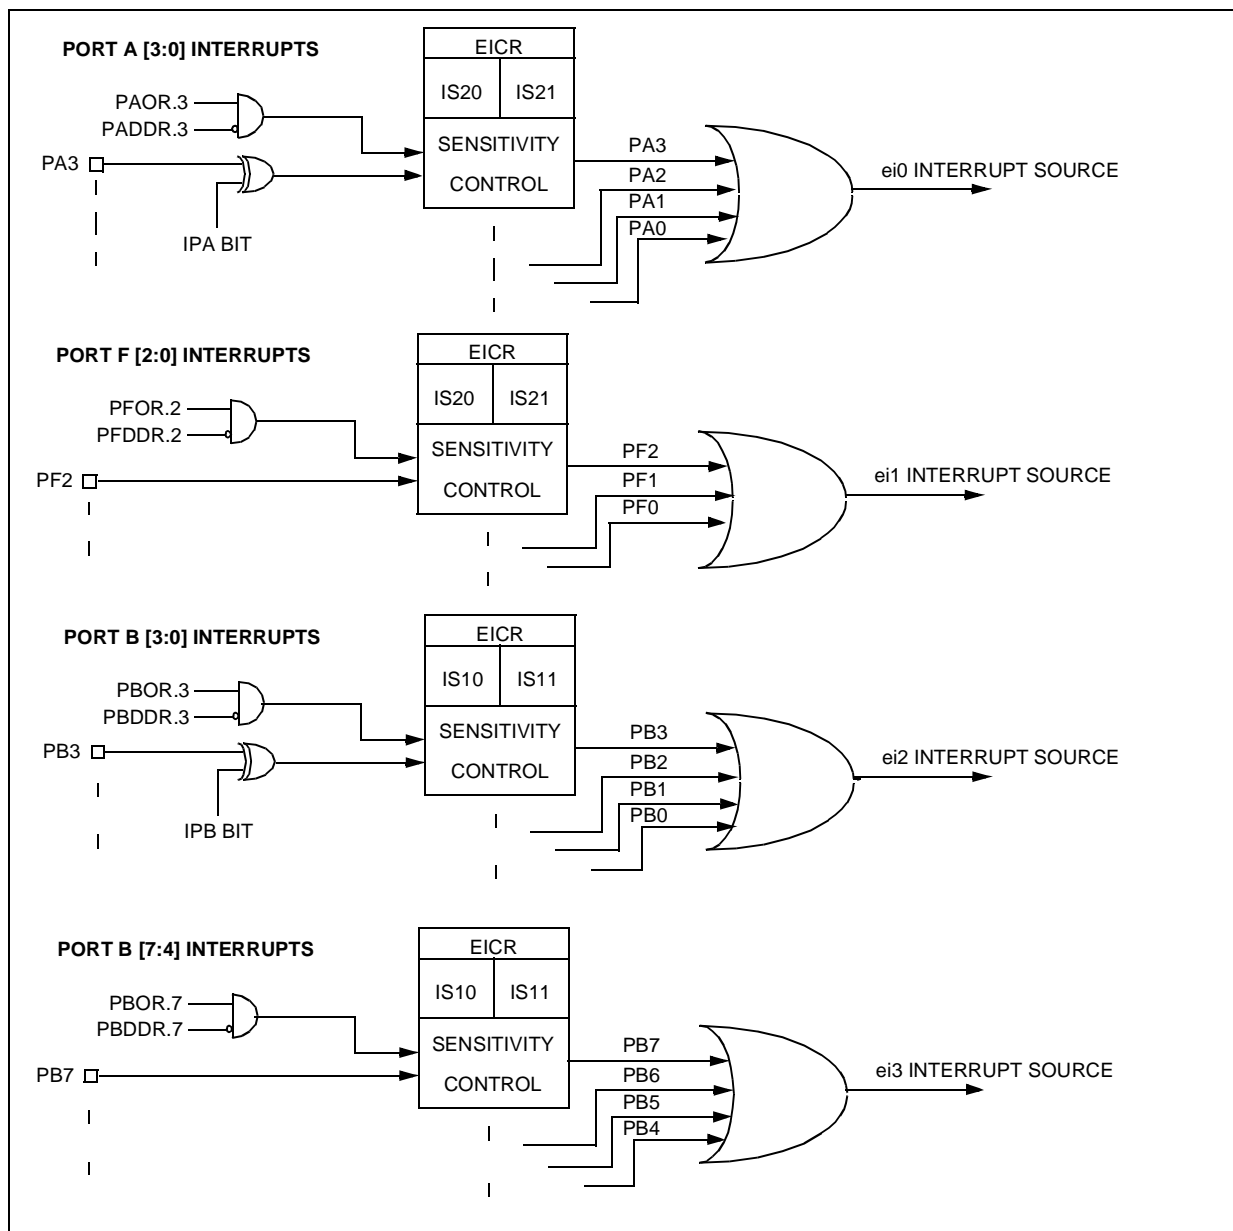 PORT A [3:0] INTERRUPTS
EICR
IS20 IS21
PAOR.3
PADDR.3
SENSITIVITY
CONTROL
PA3
IPA BIT
PA3
PA2
PA1
PA0
ei0 INTERRUPT SOURCE
PORT F [2:0] INTERRUPTS
EICR
IS20 IS21
PFOR.2
PFDDR.2
SENSITIVITY
CONTROL
PF2
PF2
PF1
PF0
ei1 INTERRUPT SOURCE
PORT B [3:0] INTERRUPTS
EICR
IS10 IS11
PBOR.3
PBDDR.3
SENSITIVITY
CONTROL
PB3
IPB BIT
PB3
PB2
PB1
PB0
ei2 INTERRUPT SOURCE
PORT B [7:4] INTERRUPTS
EICR
IS10 IS11
PBOR.7
PBDDR.7
SENSITIVITY
CONTROL
PB7
PB7
PB6
PB5
PB4
ei3 INTERRUPT SOURCE